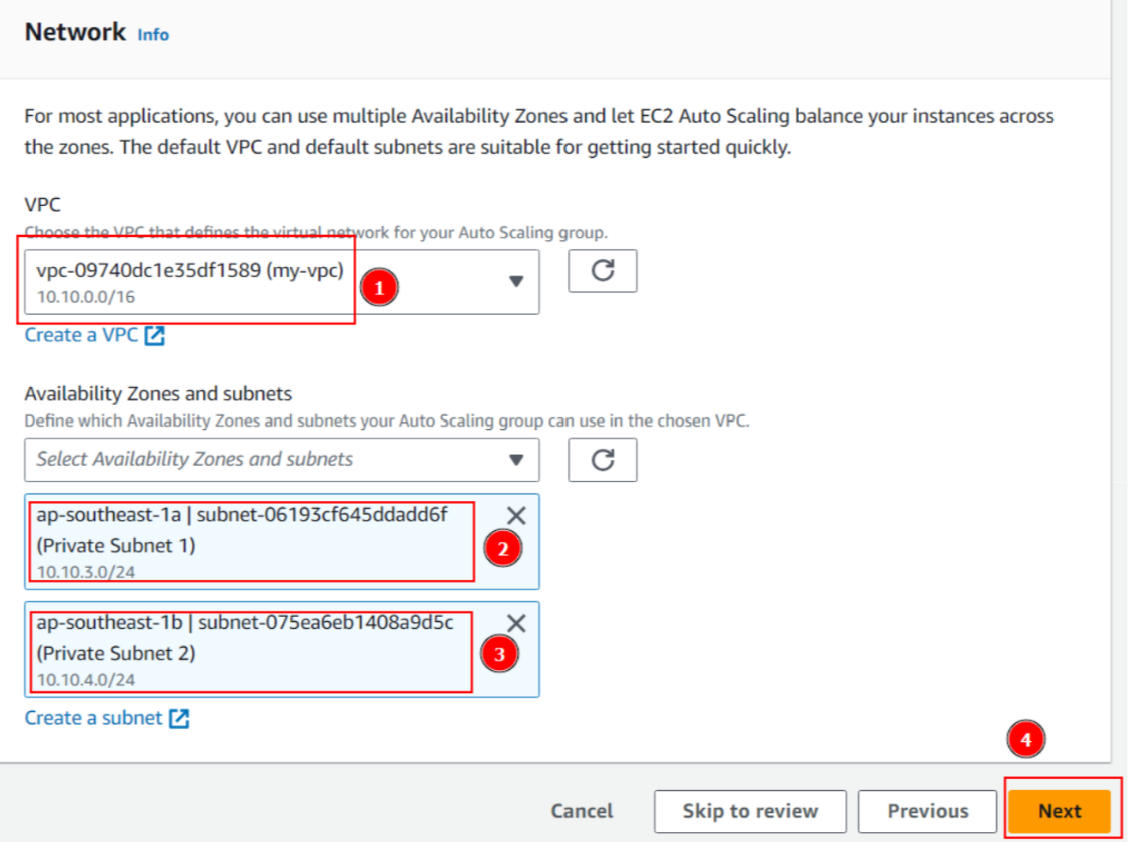 Network Info
For most applications, you can use multiple Availability Zones and let EC2 Auto Scaling balance your instances across
the zones. The default VPC and default subnets are suitable for getting started quickly.
VPC
Choose the VPC that defines the virtual network for your Auto Scaling group.
vpc-09740dc1e35df1589 (my-vpc)
10.10.0.0/16
1
Create a VPC
Availability Zones and subnets
Define which Availability Zones and subnets your Auto Scaling group can use in the chosen VPC.
Select Availability Zones and subnets
ap-southeast-1a | subnet-06193cf645ddadd6f
(Private Subnet 1)
10.10.3.0/24
2
ap-southeast-1b | subnet-075ea6eb1408a9d5c
(Private Subnet 2)
10.10.4.0/24
3
Create a subnet
4
Cancel Skip to review Previous Next